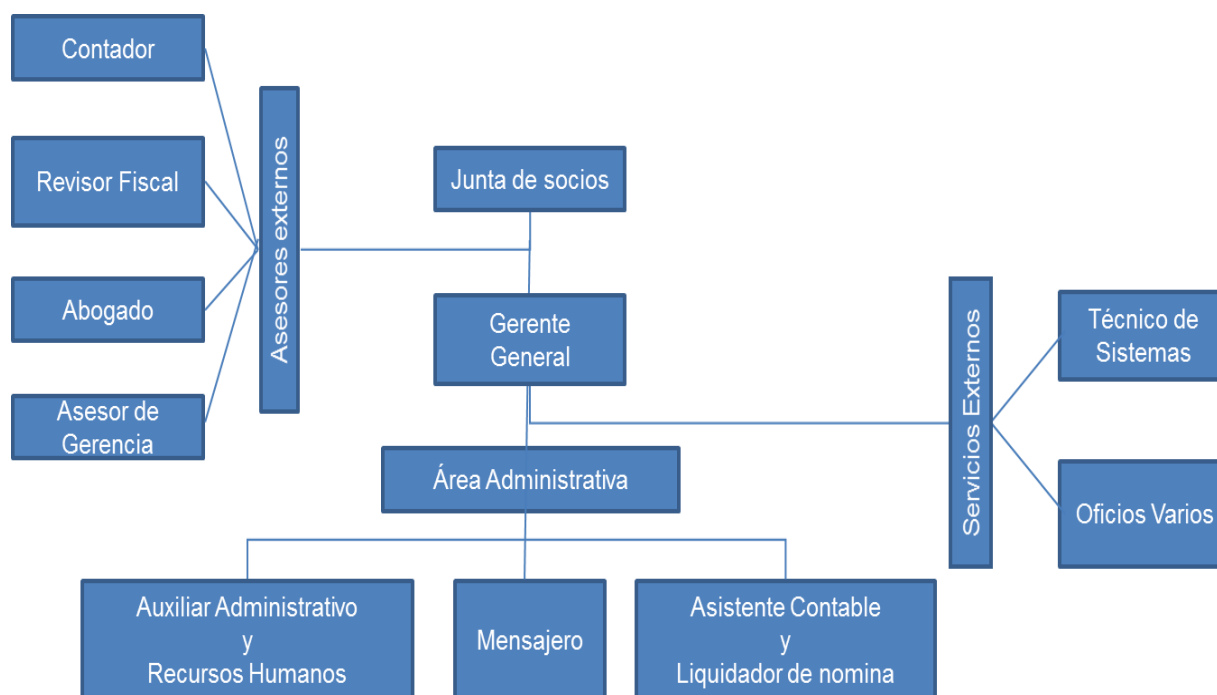 Contador
Revisor Fiscal
Abogado
Asesor de
Gerencia
Asesores externos
Junta de socios
Gerente
General
Área Administrativa
Servicios Externos
Técnico de
Sistemas
Oficios Varios
Auxiliar Administrativo
y
Recursos Humanos
Mensajero
Asistente Contable
y
Liquidador de nomina